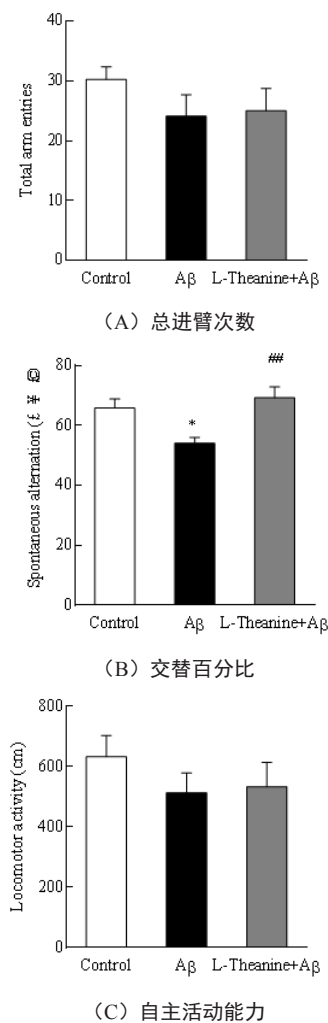 40
30
20
10
0
Total arm entries
Control Aβ L-Theanine+Aβ
（A）总进臂次数
80
60
40
20
0
Spontaneous alternation (£ ¥ ₤©)
*
##
Control Aβ L-Theanine+Aβ
（B）交替百分比
800
600
400
200
0
Locomotor activity (cm)
Control Aβ L-Theanine+Aβ
（C）自主活动能力